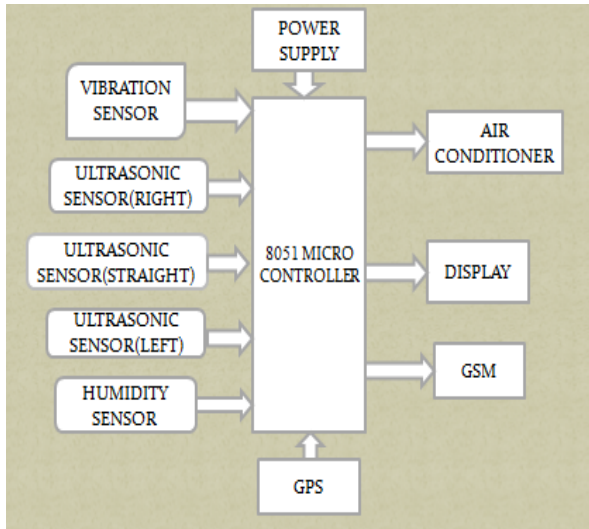 POWER
SUPPLY
VIBRATION
SENSOR
AIR
CONDITIONER
ULTRASONIC
SENSOR(RIGHT)
ULTRASONIC
SENSOR(STRAIGHT)
8051 MICRO
CONTROLLER
DISPLAY
ULTRASONIC
SENSOR(LEFT)
GSM
HUMIDITY
SENSOR
GPS